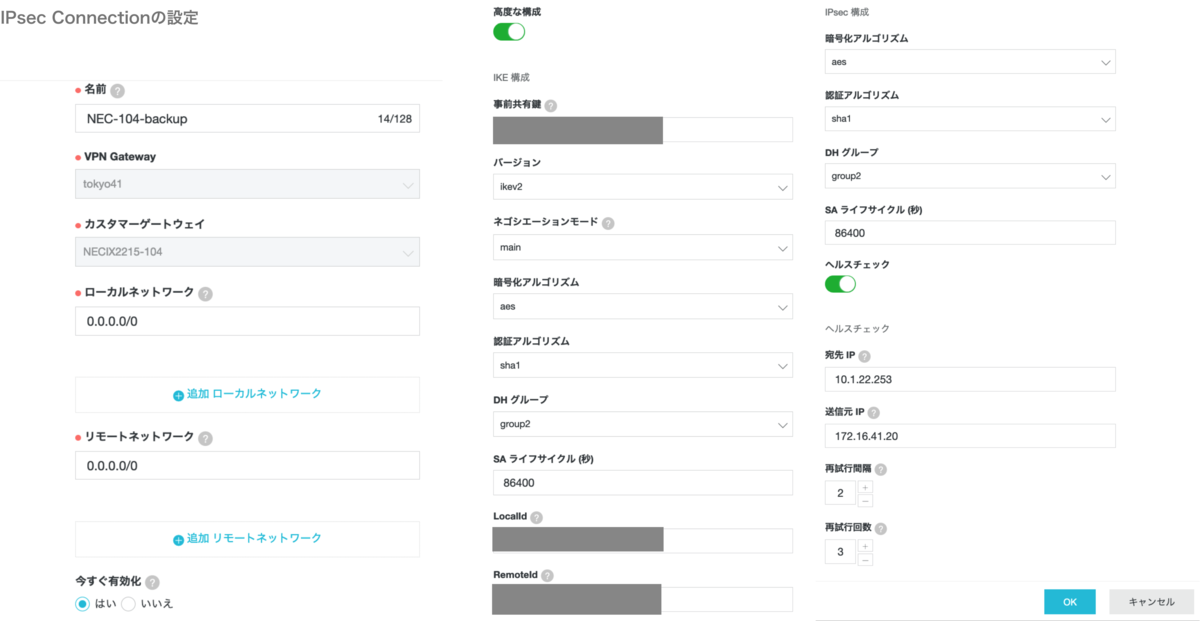 IPsec Connectionの設定
名前 ?
NEC-104-backup 14/128
VPN Gateway
tokyo41
カスタマーゲートウェイ
NECIX2215-104
ローカルネットワーク ?
0.0.0.0/0
+ 追加 ローカルネットワーク
リモートネットワーク ?
0.0.0.0/0
+ 追加 リモートネットワーク
今すぐ有効化 ?
はい いいえ
高度な構成
IKE 構成
事前共有鍵 ?
バージョン
ikev2
ネゴシエーションモード ?
main
暗号化アルゴリズム
aes
認証アルゴリズム
sha1
DH グループ
group2
SA ライフサイクル (秒)
86400
LocalId ?
RemoteId ?
IPsec 構成
暗号化アルゴリズム
aes
認証アルゴリズム
sha1
DH グループ
group2
SA ライフサイクル (秒)
86400
ヘルスチェック
ヘルスチェック
宛先 IP ?
10.1.22.253
送信元 IP ?
172.16.41.20
再試行間隔 ?
2 + −
再試行回数 ?
3 + −
OK キャンセル